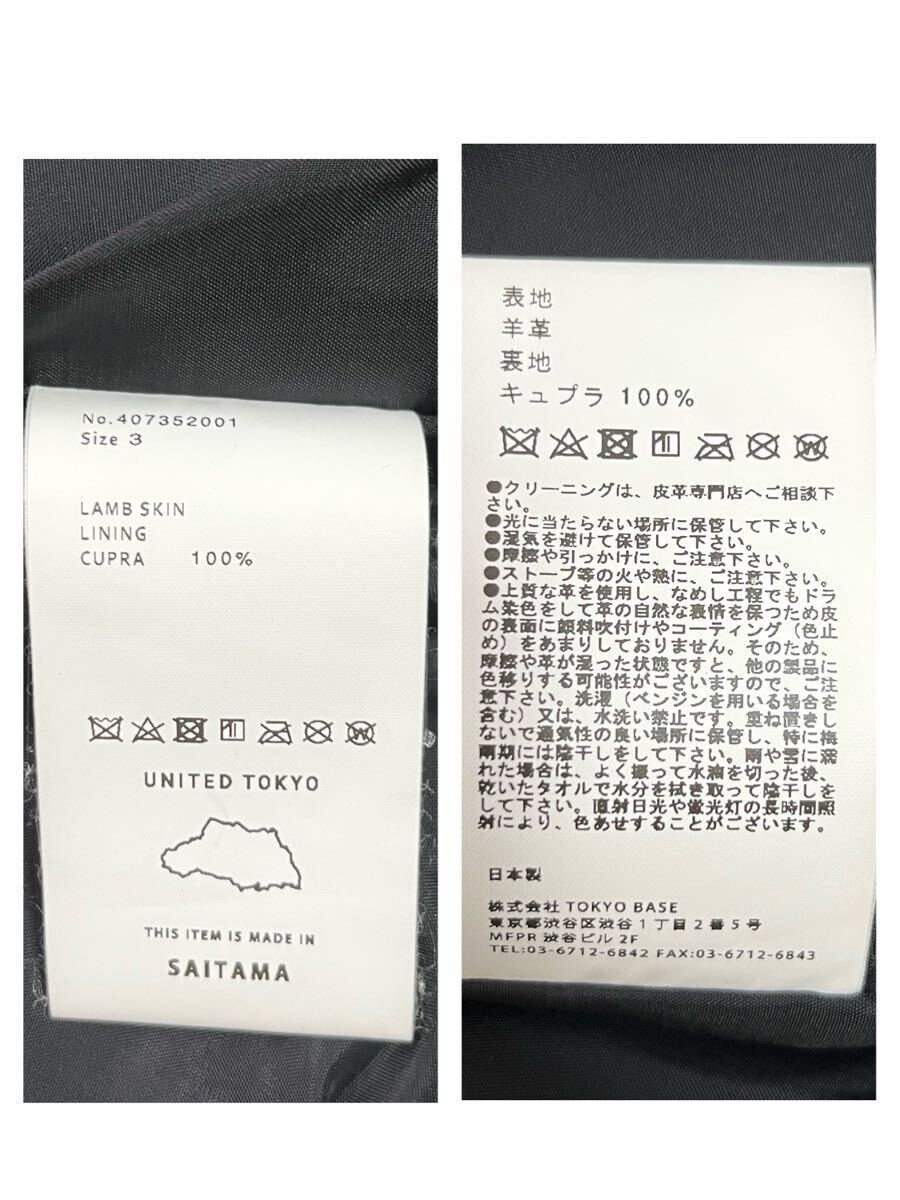 No.407352001
Size 3
LAMB SKIN
LINING
CUPRA 100%
UNITED TOKYO
THIS ITEM IS MADE IN
SAITAMA
表地
羊革
裏地
キュプラ 100%
●クリーニングは、皮革専門店へご相談下
さい。
●光に当たらない場所に保管して下さい。
●湿気を避けて保管して下さい。
●摩擦や引っかけに、ご注意下さい。
●ストーブ等の火や熱に、ご注意下さい。
●上質な革を使用し、なめし工程でもドラ
ム染色をして革の自然な表情を保つため皮
の表面に顔料吹付けやコーティング（色止
め）をあまりしておりません。そのため、
摩擦や革が湿った状態ですと、他の製品に
色移りする可能性がございますので、ご注
意下さい。洗濯（ベンジンを用いる場合を
含む）又は、水洗い禁止です。重ね置きし
ないで通気性の良い場所に保管し、特に梅
雨期には陰干しをして下さい。雨や雪に濡
れた場合は、よく振って水滴を切った後、
乾いたタオルで水分を拭き取って陰干しを
して下さい。直射日光や蛍光灯の長時間照
射により、色あせすることがございます。
日本製
株式会社 TOKYO BASE
東京都渋谷区渋谷1丁目2番5号
MFPR 渋谷ビル 2F
TEL:03-6712-6842 FAX:03-6712-6843